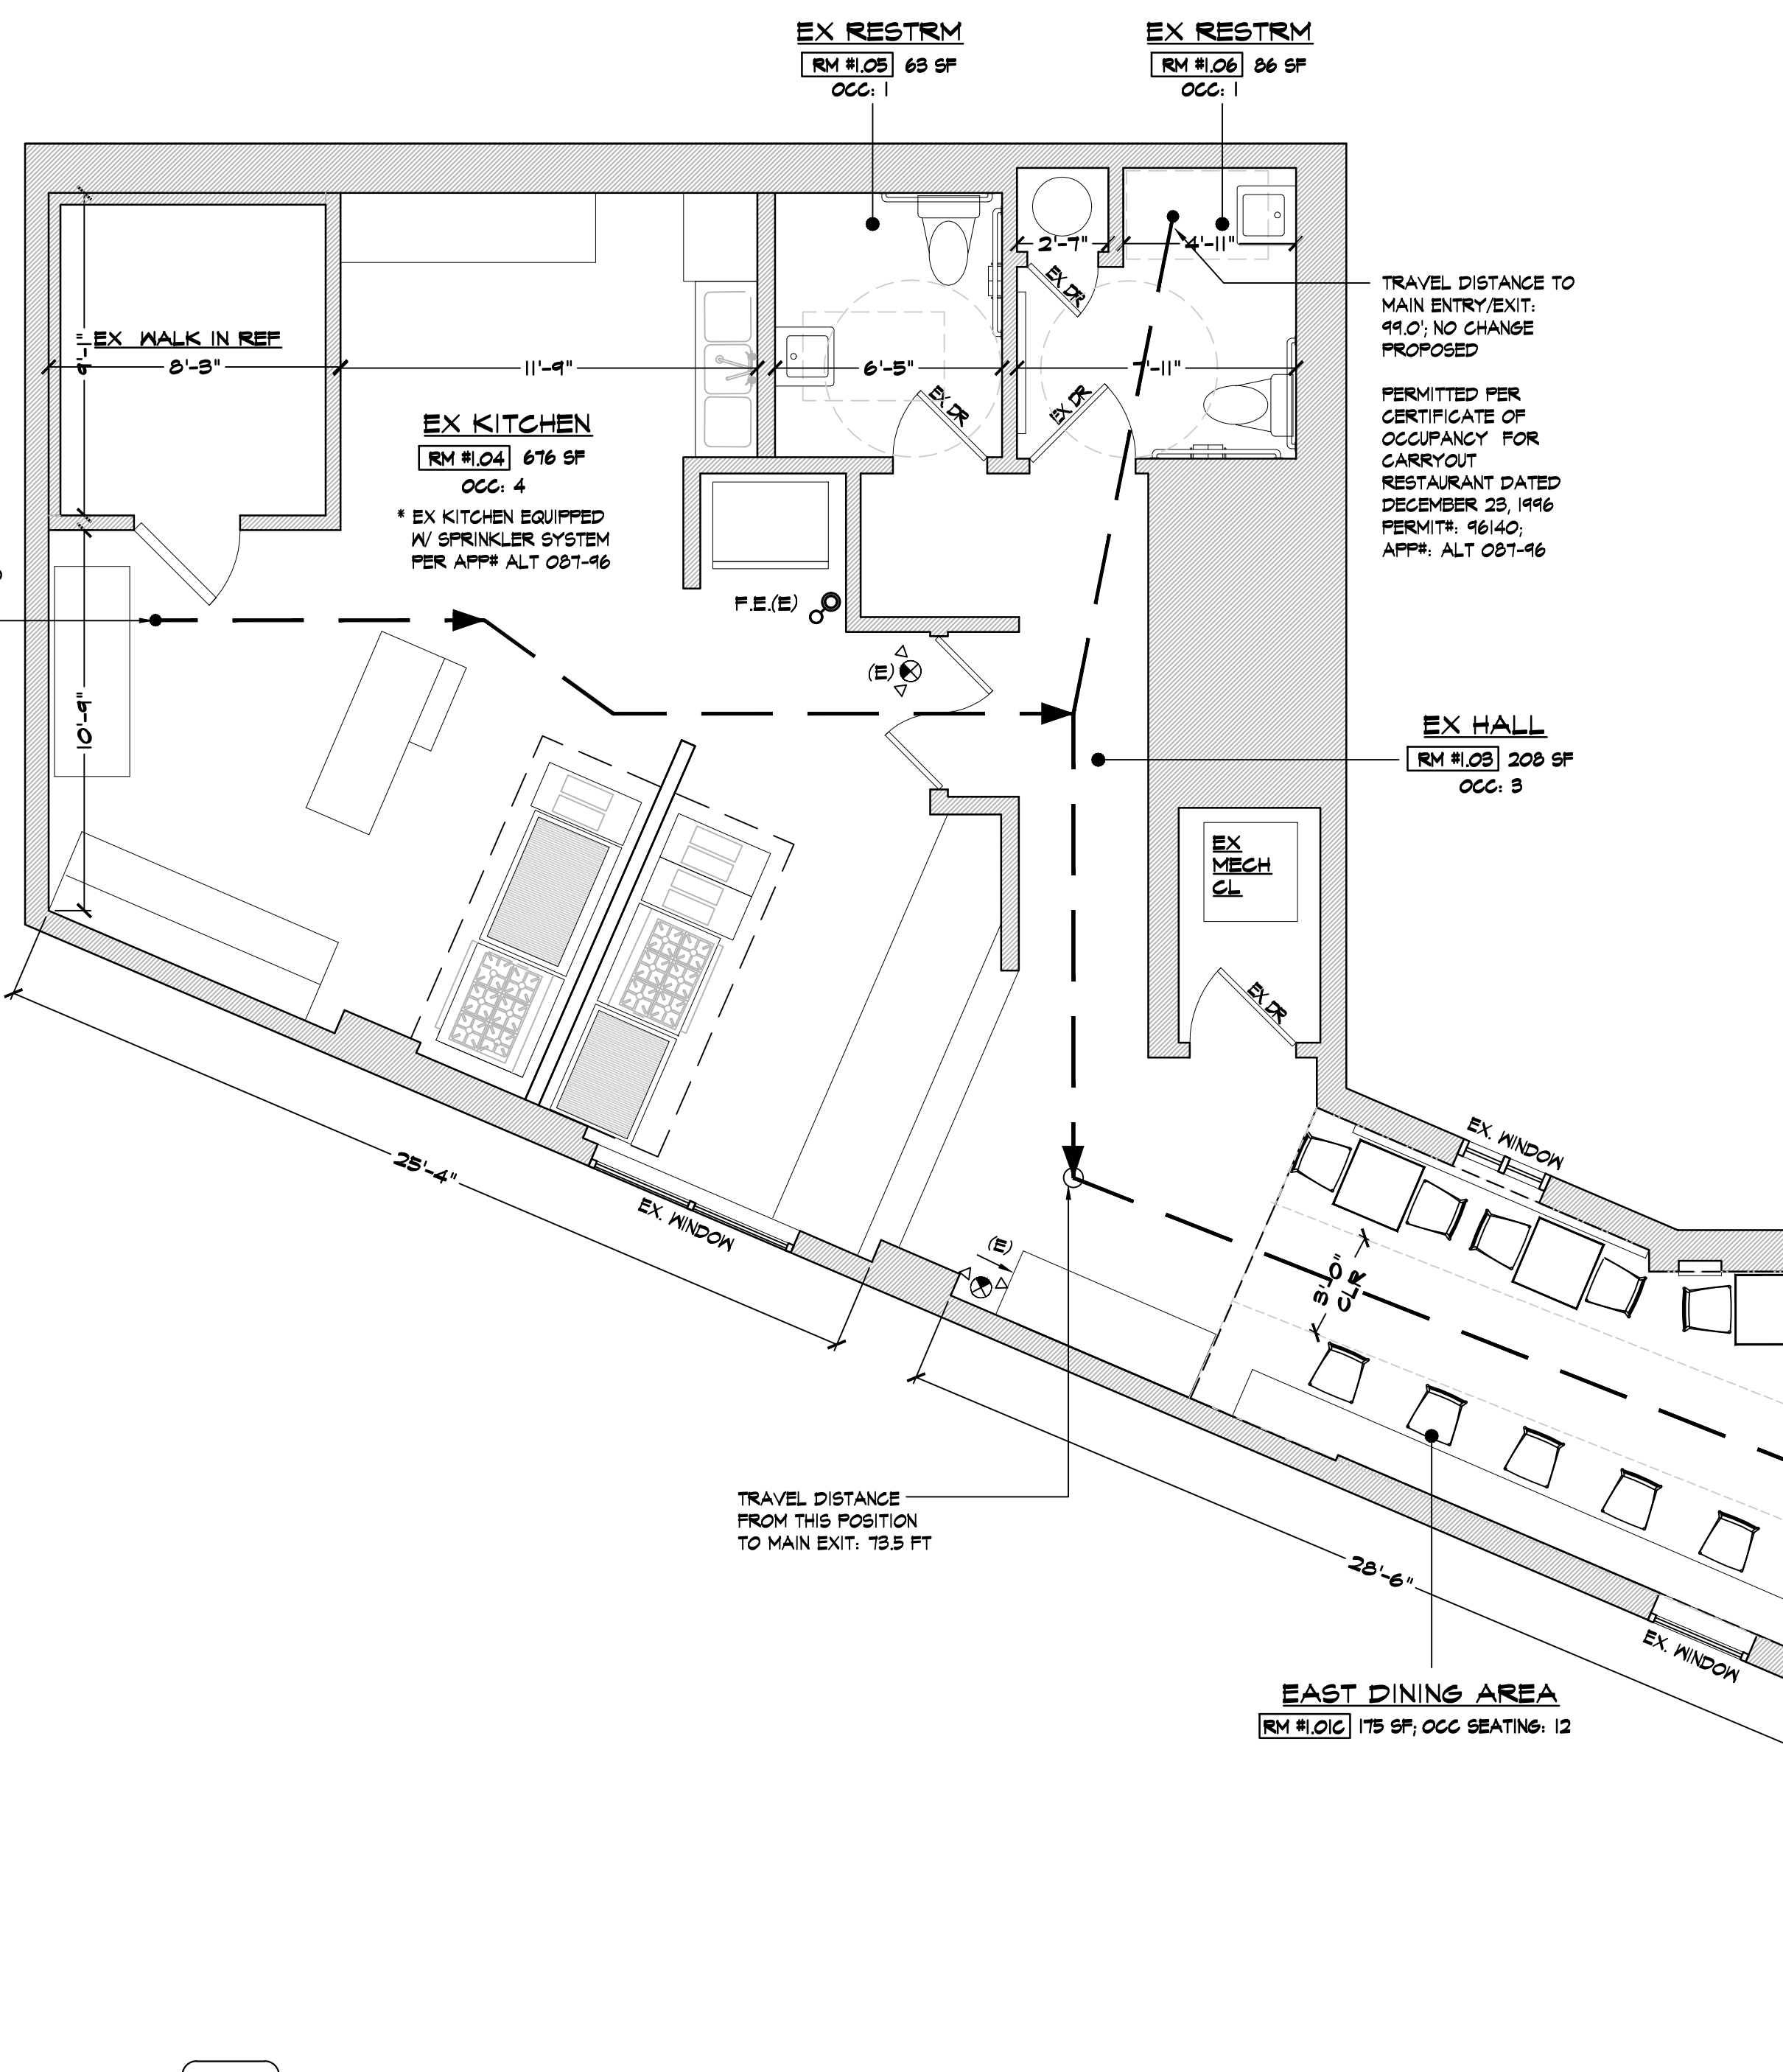 EX RESTRM
RM #1.05 63 SF
OCC: 1
EX RESTRM
RM #1.06 86 SF
OCC: 1
2'-7"
4'-11"
EX DR
TRAVEL DISTANCE TO
MAIN ENTRY/EXIT:
99.0'; NO CHANGE
PROPOSED
PERMITTED PER
CERTIFICATE OF
OCCUPANCY FOR
CARRYOUT
RESTAURANT DATED
DECEMBER 23, 1996
PERMIT#: 96140;
APP#: ALT 087-96
EX WALK IN REF
9'-1"
8'-3"
11'-9"
6'-5"
7'-11"
EX DR
EX DR
EX KITCHEN
RM #1.04 676 SF
OCC: 4
* EX KITCHEN EQUIPPED
W/ SPRINKLER SYSTEM
PER APP# ALT 087-96
F.E.(E)
(E)
10'-9"
EX HALL
RM #1.03 208 SF
OCC: 3
EX
MECH
CL
EX DR
25'-4"
EX. WINDOW
EX. WINDOW
(E)
3'-0"
CLR
TRAVEL DISTANCE
FROM THIS POSITION
TO MAIN EXIT: 73.5 FT
28'-6"
EX. WINDOW
EAST DINING AREA
RM #1.01C 175 SF; OCC SEATING: 12